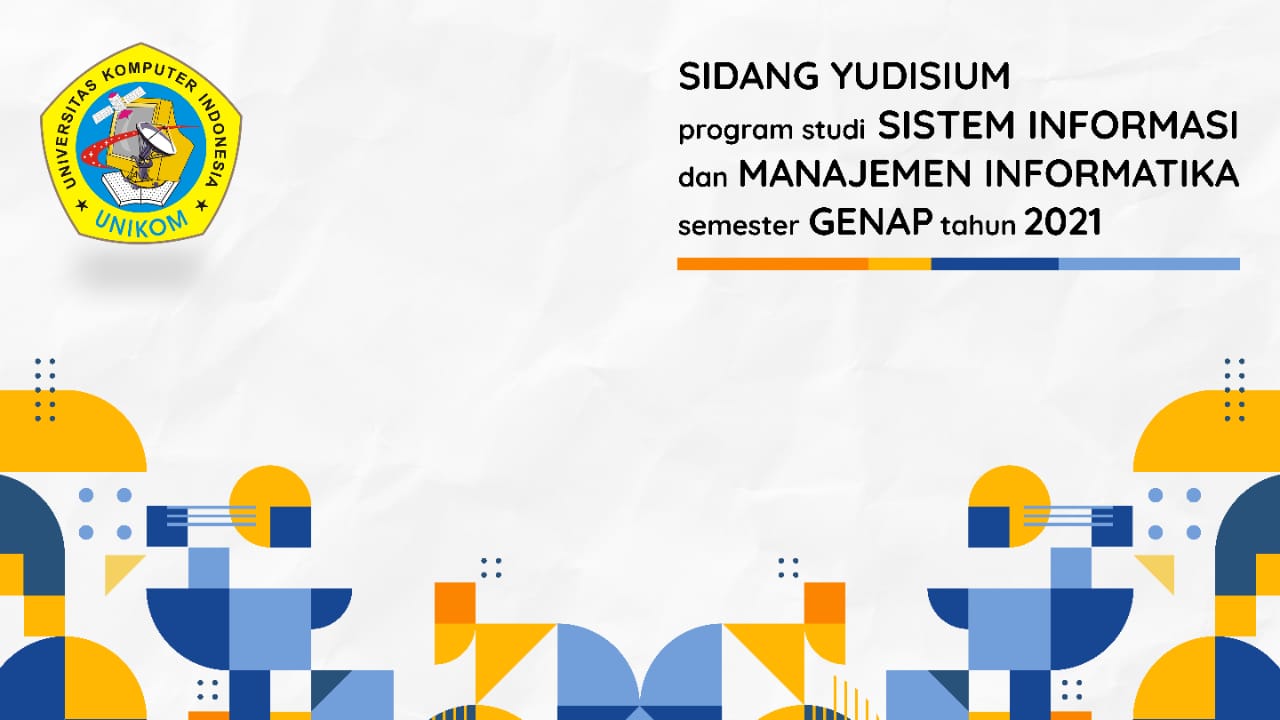 UNIVERSITAS KOMPUTER INDONESIA
UNIKOM
SIDANG YUDISIUM
program studi SISTEM INFORMASI
dan MANAJEMEN INFORMATIKA
semester GENAP tahun 2021